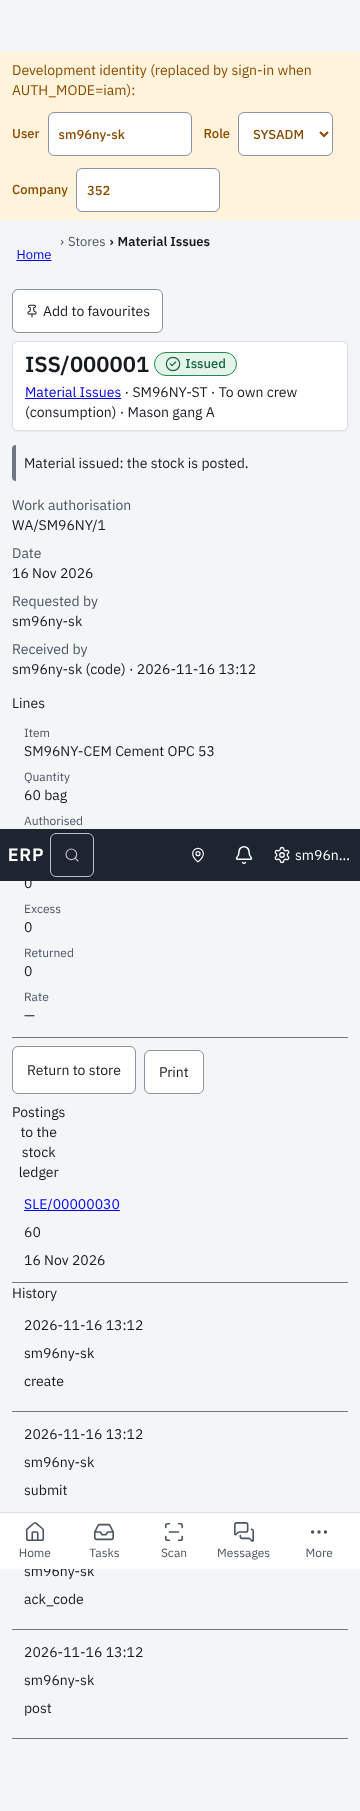 Development identity (replaced by sign-in when
AUTH_MODE=iam):
User sm96ny-sk Role SYSADM
Company 352
Home › Stores › Material Issues
Add to favourites
ISS/000001 Issued
Material Issues · SM96NY-ST · To own crew
(consumption) · Mason gang A
Material issued: the stock is posted.
Work authorisation
WA/SM96NY/1
Date
16 Nov 2026
Requested by
sm96ny-sk
Received by
sm96ny-sk (code) · 2026-11-16 13:12
Lines
Item
SM96NY-CEM Cement OPC 53
Quantity
60 bag
Authorised
ERP sm96n...
0
Excess
0
Returned
0
Rate
—
Return to store Print
Postings
to the
stock
ledger
SLE/00000030
60
16 Nov 2026
History
2026-11-16 13:12
sm96ny-sk
create
2026-11-16 13:12
sm96ny-sk
submit
Home Tasks Scan Messages More
sm96ny-sk
ack_code
2026-11-16 13:12
sm96ny-sk
post